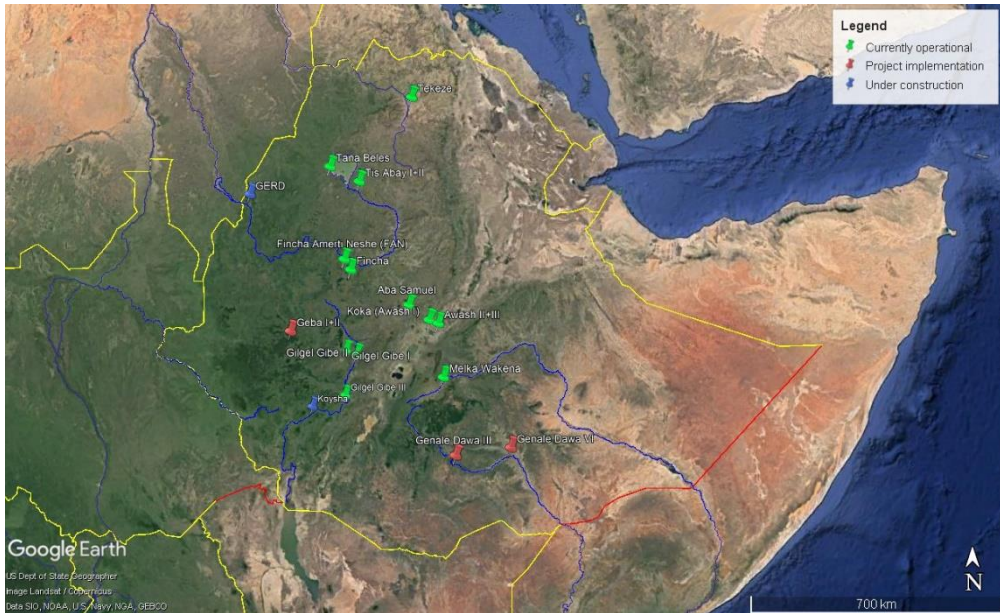 Legend
Currently operational
Project implementation
Under construction
Tekeze
Tana Beles
Tis Abay I+II
GERD
Fincha Amerti Neshe (FAN)
Fincha
Aba Samuel
Koka (Awash I)
Awash II+III
Geba I+II
Gilgel Gibe II
Gilgel Gibe I
Melka Wakena
Gilgel Gibe III
Koysha
Genale Dawa III
Genale Dawa VI
Google Earth
US Dept of State Geographer
Image Landsat / Copernicus
Data SIO, NOAA, U.S. Navy, NGA, GEBCO
N
700 km